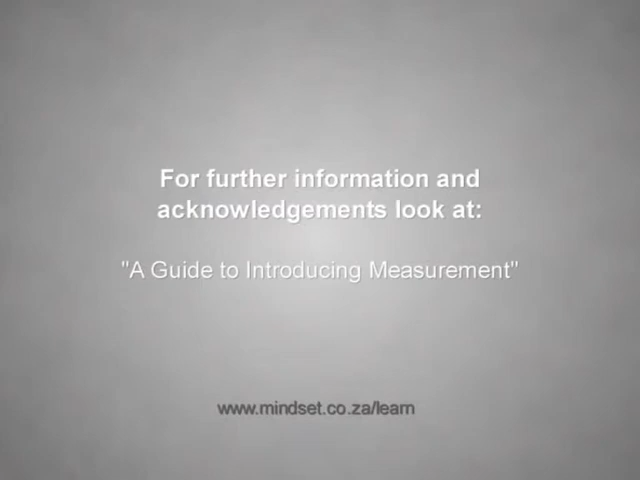 For further information and
acknowledgements look at:
"A Guide to Introducing Measurement"
www.mindset.co.za/learn